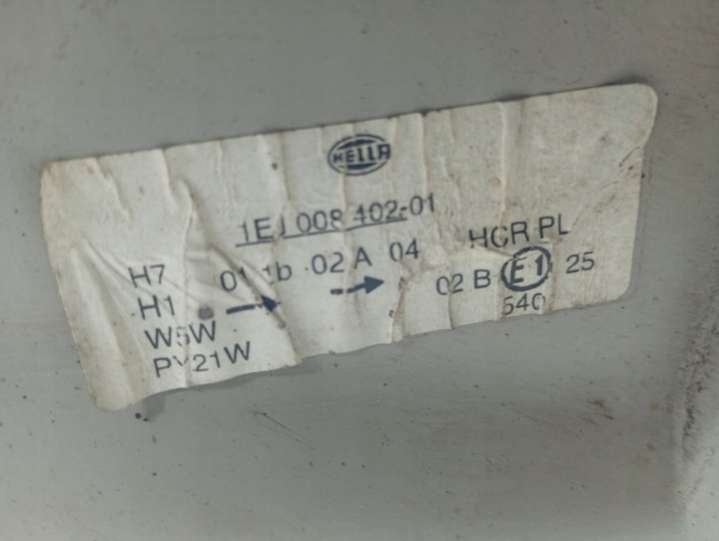 HELLA
1EJ 008 402-01
H7
H1
W5W
PY21W
01 1b 02 A 04
HCR PL
02 B E1 25
540